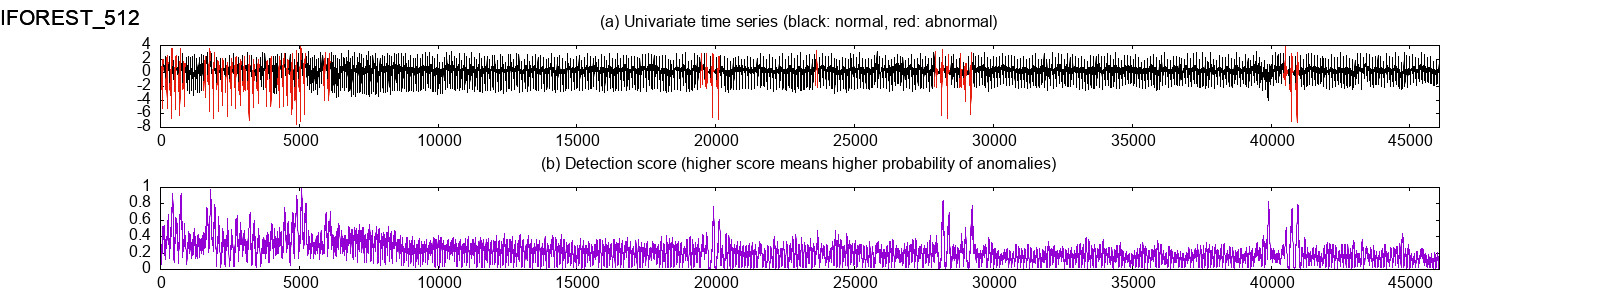 IFOREST_512
(a) Univariate time series (black: normal, red: abnormal)
4
2
0
-2
-4
-6
-8
0 5000 10000 15000 20000 25000 30000 35000 40000 45000
(b) Detection score (higher score means higher probability of anomalies)
1
0.8
0.6
0.4
0.2
0
0 5000 10000 15000 20000 25000 30000 35000 40000 45000